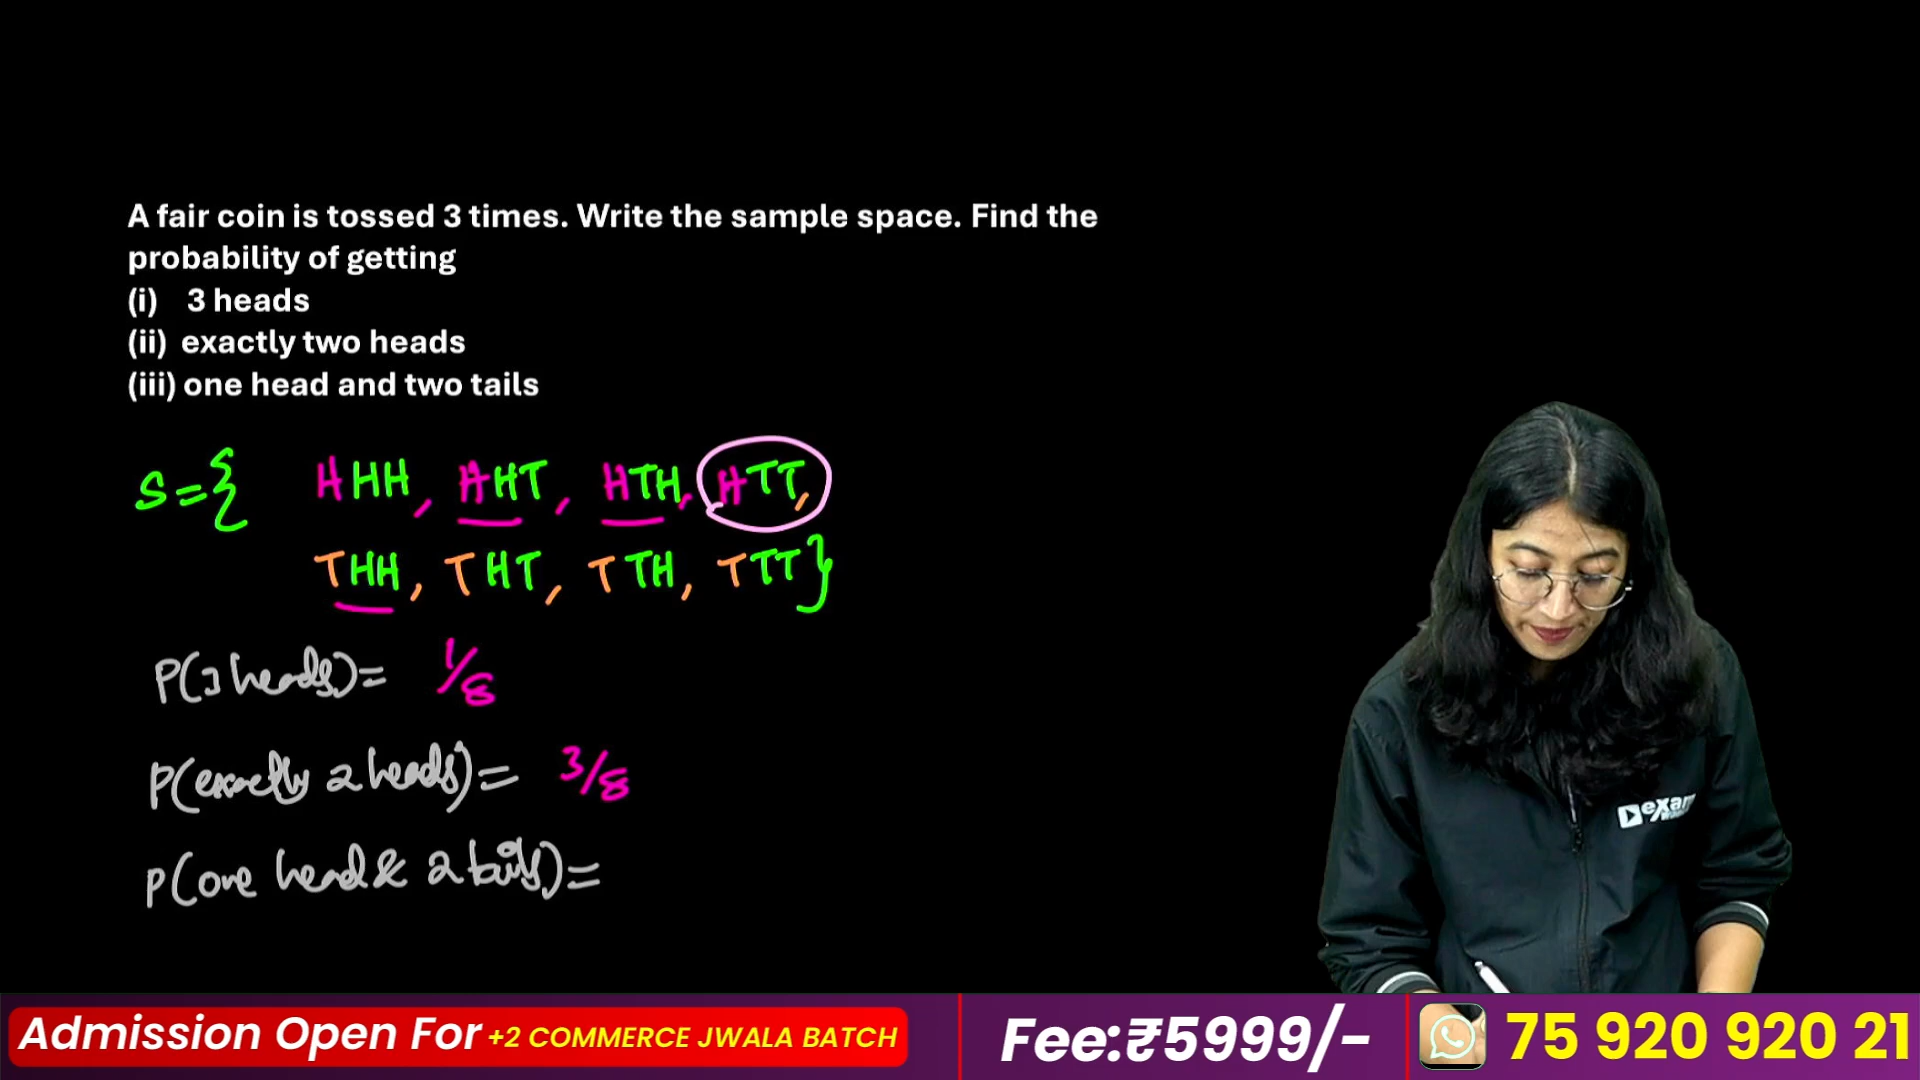 A fair coin is tossed 3 times. Write the sample space. Find the
probability of getting
(i) 3 heads
(ii) exactly two heads
(iii) one head and two tails
S={ HHH, HHT, HTH, HTT,
THH, THT, TTH, TTT}
P(3 heads)= 1/8
P(exactly 2 heads)= 3/8
P(one head & 2 tails)=
exam
Admission Open For +2 COMMERCE JWALA BATCH
Fee:₹5999/-
75 920 920 21